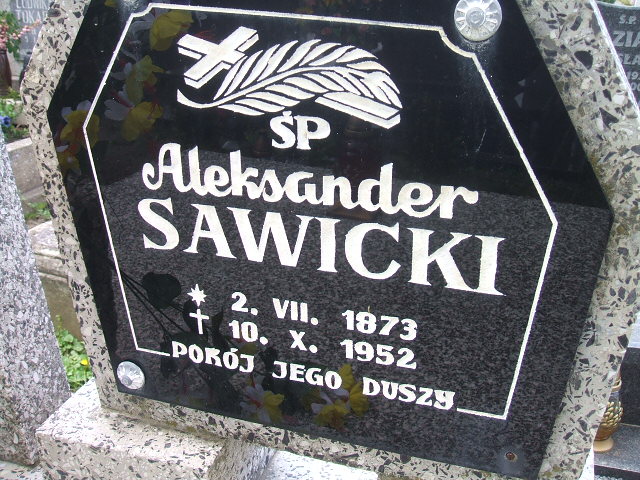 ŚP
Aleksander
SAWICKI
* 2. VII. 1873
† 10. X. 1952
POKÓJ JEGO DUSZY